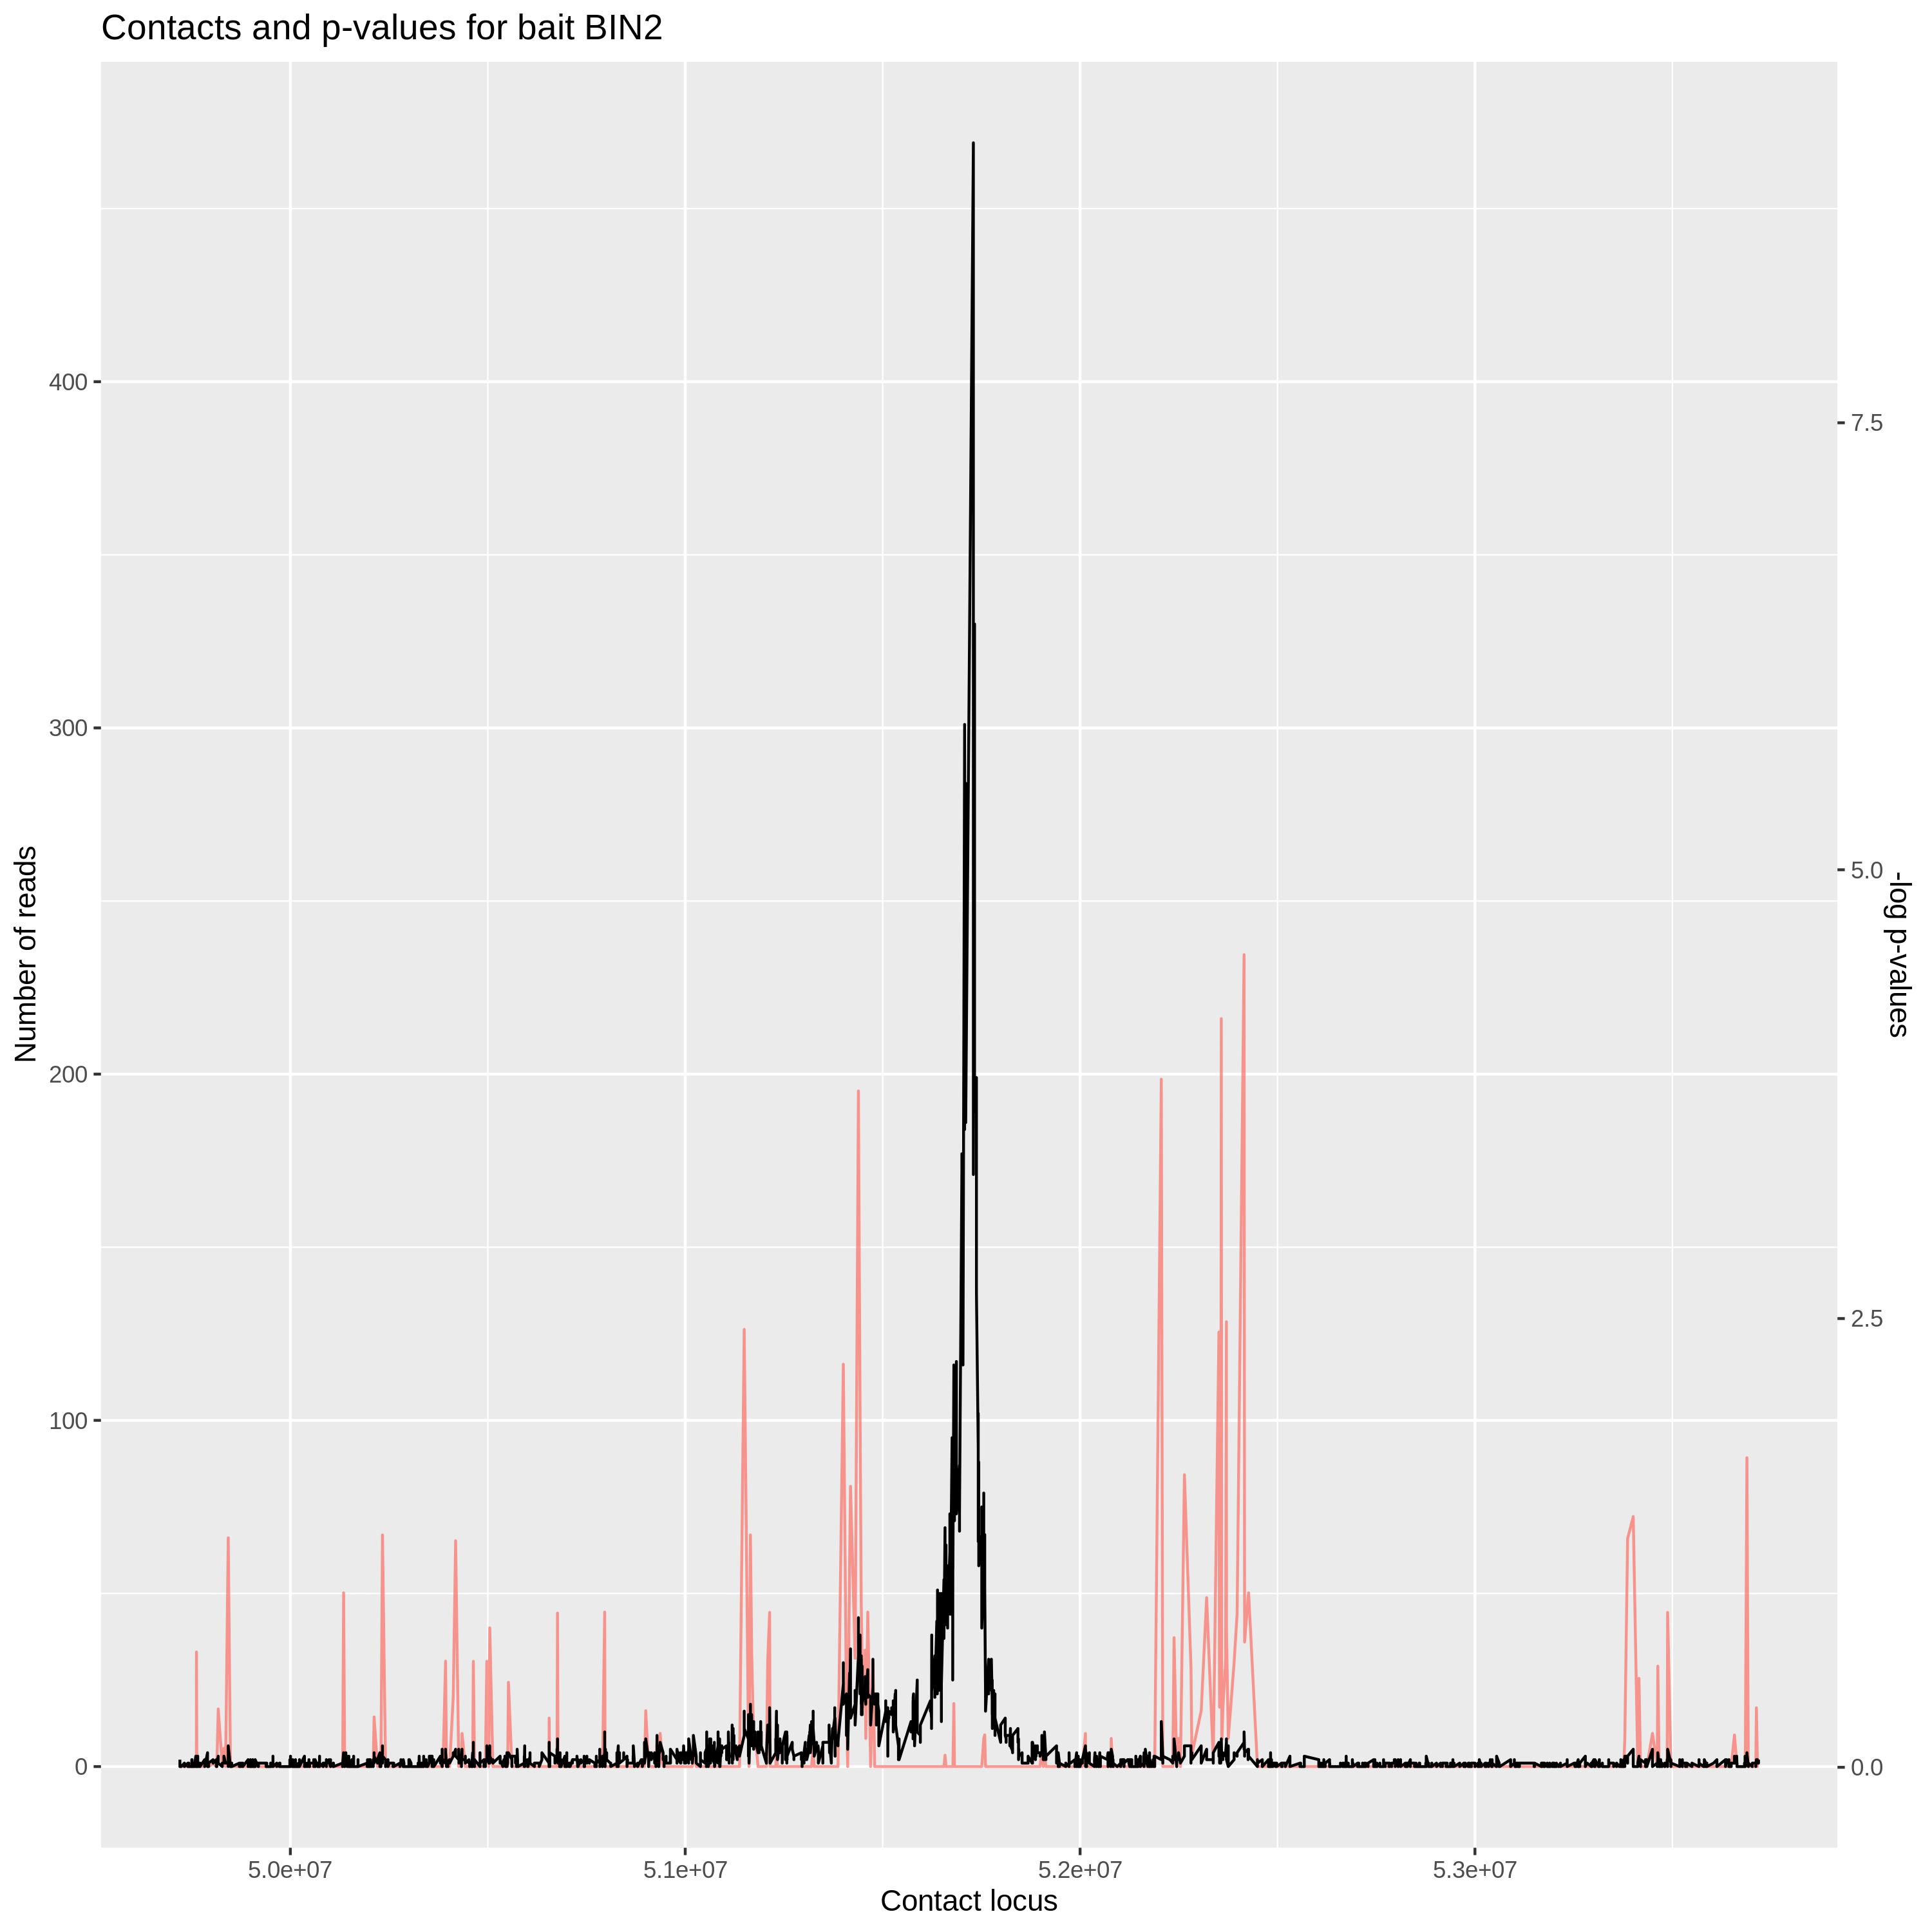 Contacts and p-values for bait BIN2
Number of reads
400
300
200
100
0
7.5
5.0
2.5
0.0
-log p-values
5.0e+07
5.1e+07
5.2e+07
5.3e+07
Contact locus